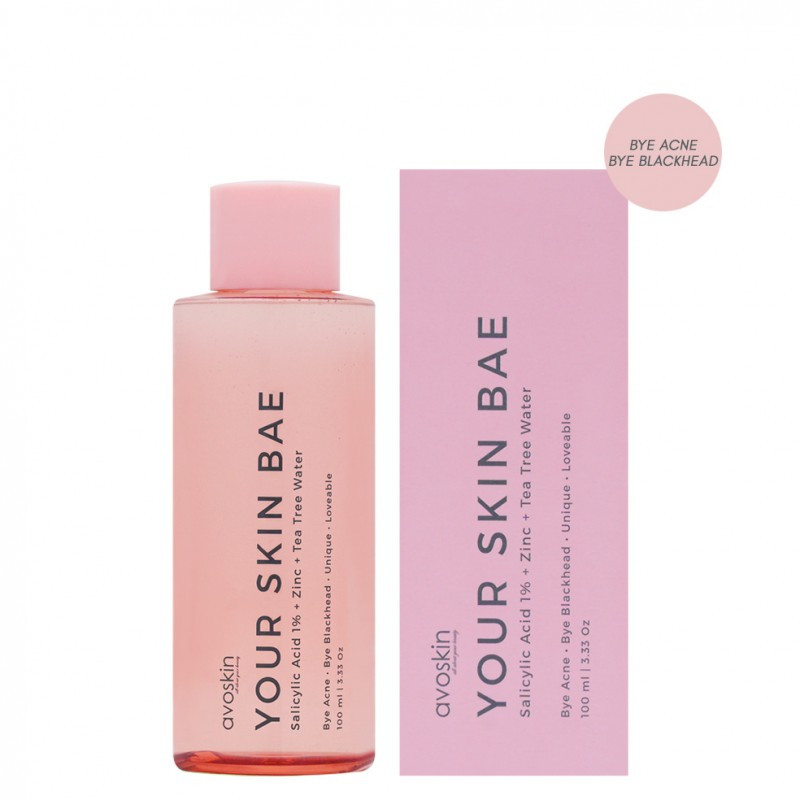 BYE ACNE
BYE BLACKHEAD
avoskin
YOUR SKIN BAE
Salicylic Acid 1% + Zinc + Tea Tree Water
Bye Acne · Bye Blackhead · Unique · Loveable
100 ml | 3.33 Oz
avoskin
YOUR SKIN BAE
Salicylic Acid 1% + Zinc + Tea Tree Water
Bye Acne · Bye Blackhead · Unique · Loveable
100 ml | 3.33 Oz